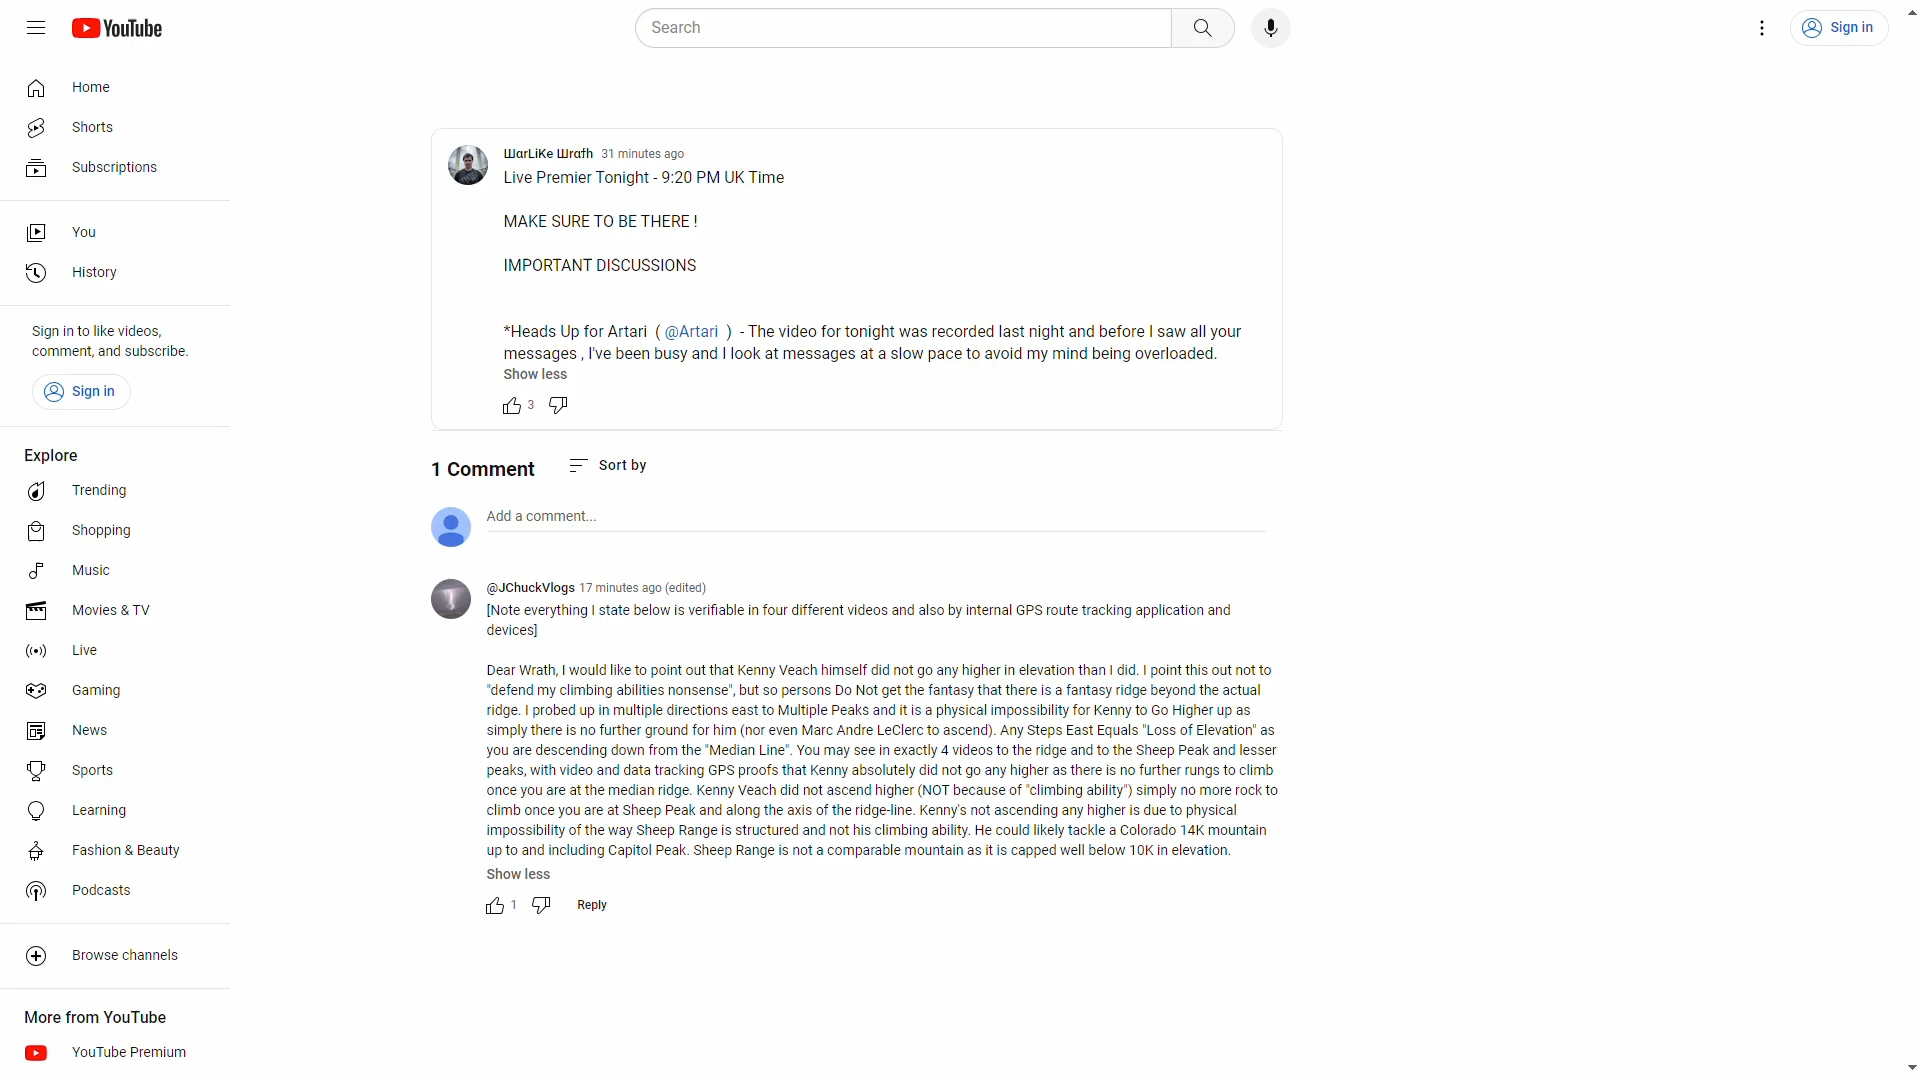 YouTube
Search
Sign in
Home
Shorts
Subscriptions
You
History
Sign in to like videos,
comment, and subscribe.
Sign in
Explore
Trending
Shopping
Music
Movies & TV
Live
Gaming
News
Sports
Learning
Fashion & Beauty
Podcasts
Browse channels
More from YouTube
YouTube Premium
ШarLiKe Шrαfh 31 minutes ago
Live Premier Tonight - 9:20 PM UK Time
MAKE SURE TO BE THERE !
IMPORTANT DISCUSSIONS
*Heads Up for Artari ( @Artari ) - The video for tonight was recorded last night and before I saw all your
messages , I've been busy and I look at messages at a slow pace to avoid my mind being overloaded.
Show less
3
1 Comment
Sort by
Add a comment...
@JChuckVlogs 17 minutes ago (edited)
[Note everything I state below is verifiable in four different videos and also by internal GPS route tracking application and
devices]
Dear Wrath, I would like to point out that Kenny Veach himself did not go any higher in elevation than I did. I point this out not to
"defend my climbing abilities nonsense", but so persons Do Not get the fantasy that there is a fantasy ridge beyond the actual
ridge. I probed up in multiple directions east to Multiple Peaks and it is a physical impossibility for Kenny to Go Higher up as
simply there is no further ground for him (nor even Marc Andre LeClerc to ascend). Any Steps East Equals "Loss of Elevation" as
you are descending down from the "Median Line". You may see in exactly 4 videos to the ridge and to the Sheep Peak and lesser
peaks, with video and data tracking GPS proofs that Kenny absolutely did not go any higher as there is no further rungs to climb
once you are at the median ridge. Kenny Veach did not ascend higher (NOT because of "climbing ability") simply no more rock to
climb once you are at Sheep Peak and along the axis of the ridge-line. Kenny's not ascending any higher is due to physical
impossibility of the way Sheep Range is structured and not his climbing ability. He could likely tackle a Colorado 14K mountain
up to and including Capitol Peak. Sheep Range is not a comparable mountain as it is capped well below 10K in elevation.
Show less
1
Reply